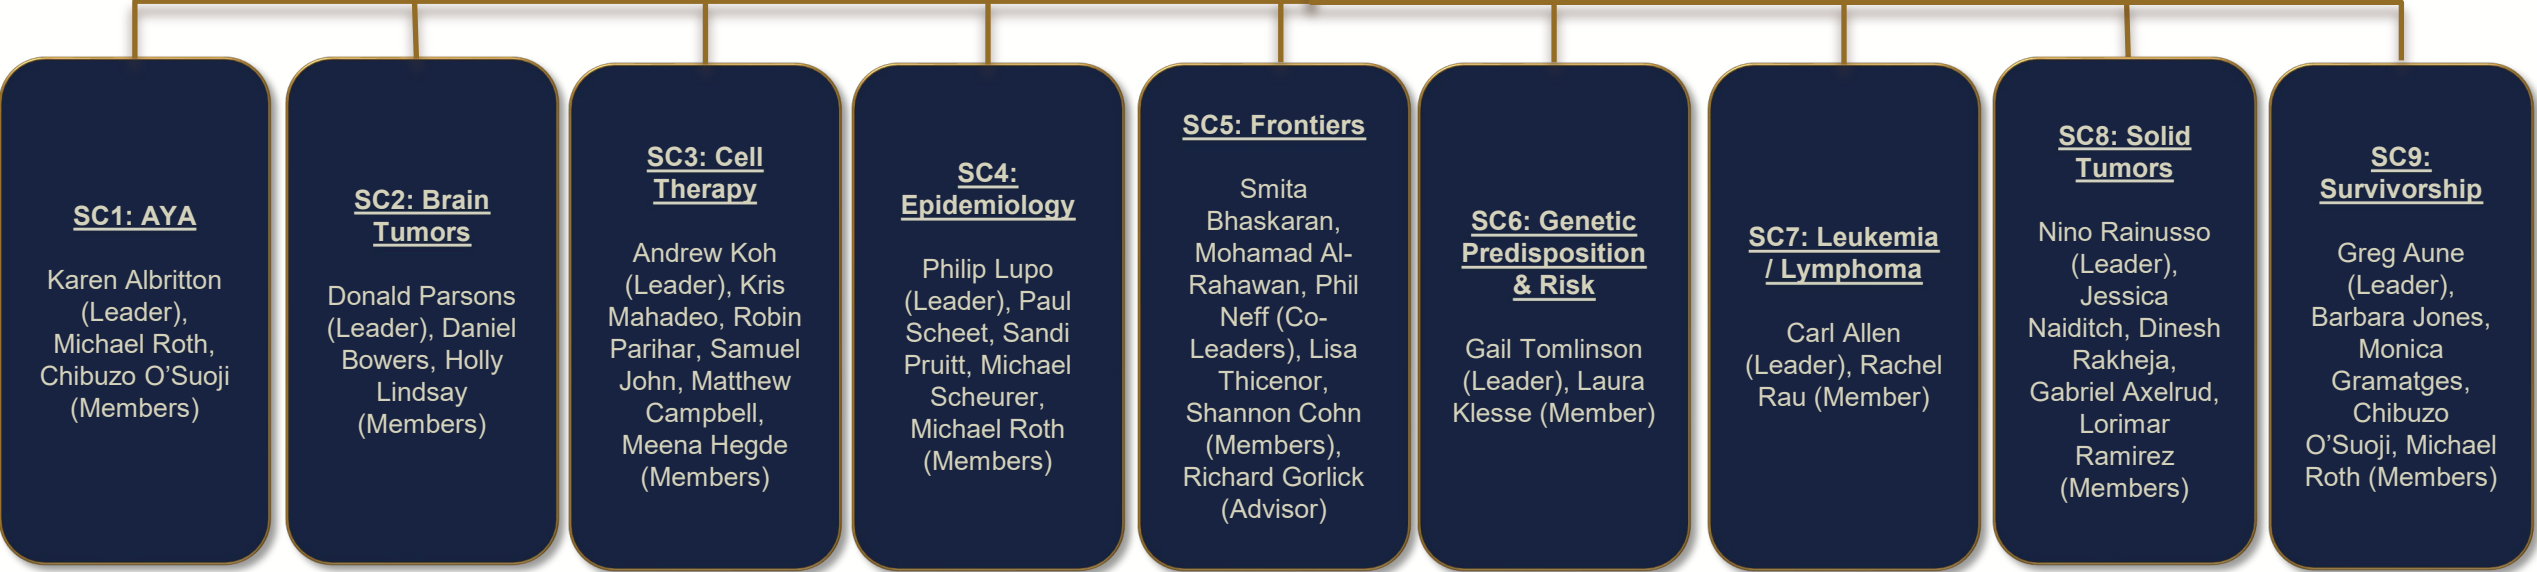 SC1: AYA
Karen Albritton
(Leader),
Michael Roth,
Chibuzo O’Suoji
(Members)
SC2: Brain
Tumors
Donald Parsons
(Leader), Daniel
Bowers, Holly
Lindsay
(Members)
SC3: Cell
Therapy
Andrew Koh
(Leader), Kris
Mahadeo, Robin
Parihar, Samuel
John, Matthew
Campbell,
Meena Hegde
(Members)
SC4:
Epidemiology
Philip Lupo
(Leader), Paul
Scheet, Sandi
Pruitt, Michael
Scheurer,
Michael Roth
(Members)
SC5: Frontiers
Smita
Bhaskaran,
Mohamad Al-
Rahawan, Phil
Neff (Co-
Leaders), Lisa
Thicenor,
Shannon Cohn
(Members),
Richard Gorlick
(Advisor)
SC6: Genetic
Predisposition
& Risk
Gail Tomlinson
(Leader), Laura
Klesse (Member)
SC7: Leukemia
/ Lymphoma
Carl Allen
(Leader), Rachel
Rau (Member)
SC8: Solid
Tumors
Nino Rainusso
(Leader),
Jessica
Naiditch, Dinesh
Rakheja,
Gabriel Axelrud,
Lorimar
Ramirez
(Members)
SC9:
Survivorship
Greg Aune
(Leader),
Barbara Jones,
Monica
Gramatges,
Chibuzo
O’Suoji, Michael
Roth (Members)